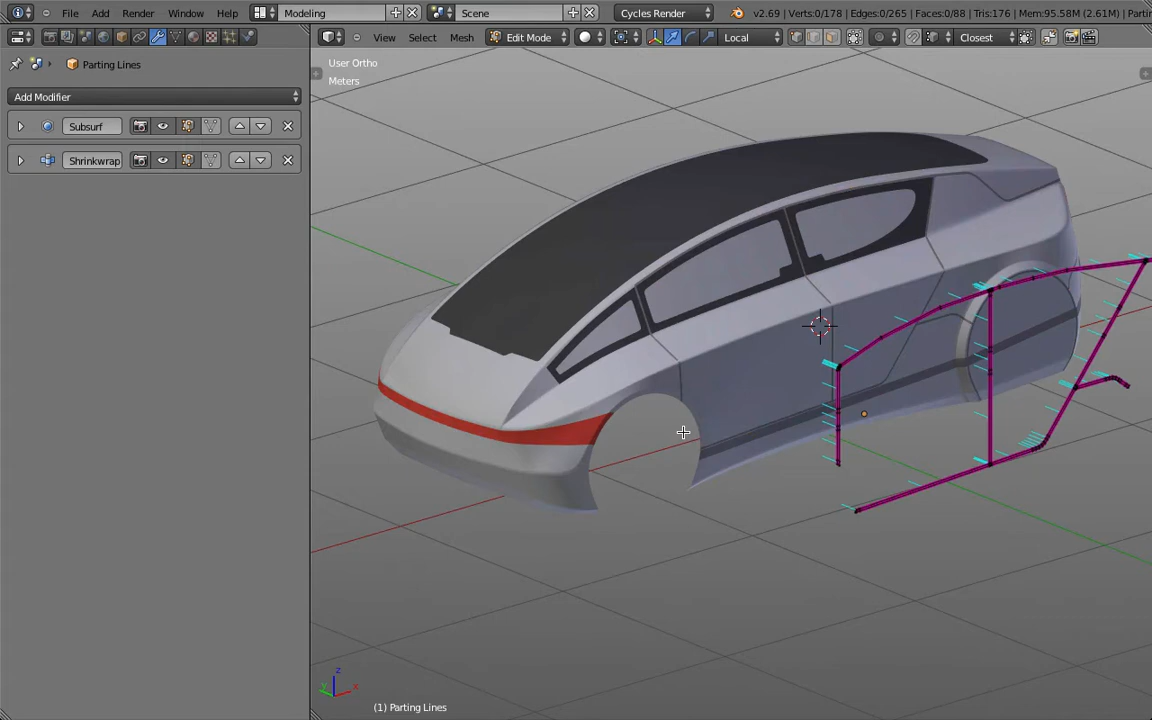 File Add Render Window Help Modeling Scene Cycles Render v2.69 | Verts:0/178 | Edges:0/265 | Faces:0/88 | Tris:176 | Mem:95.58M (2.61M) | Partin
View Select Mesh Edit Mode Local Closest
Parting Lines
User Ortho
Meters
Add Modifier
Subsurf
Shrinkwrap
z
y x
(1) Parting Lines